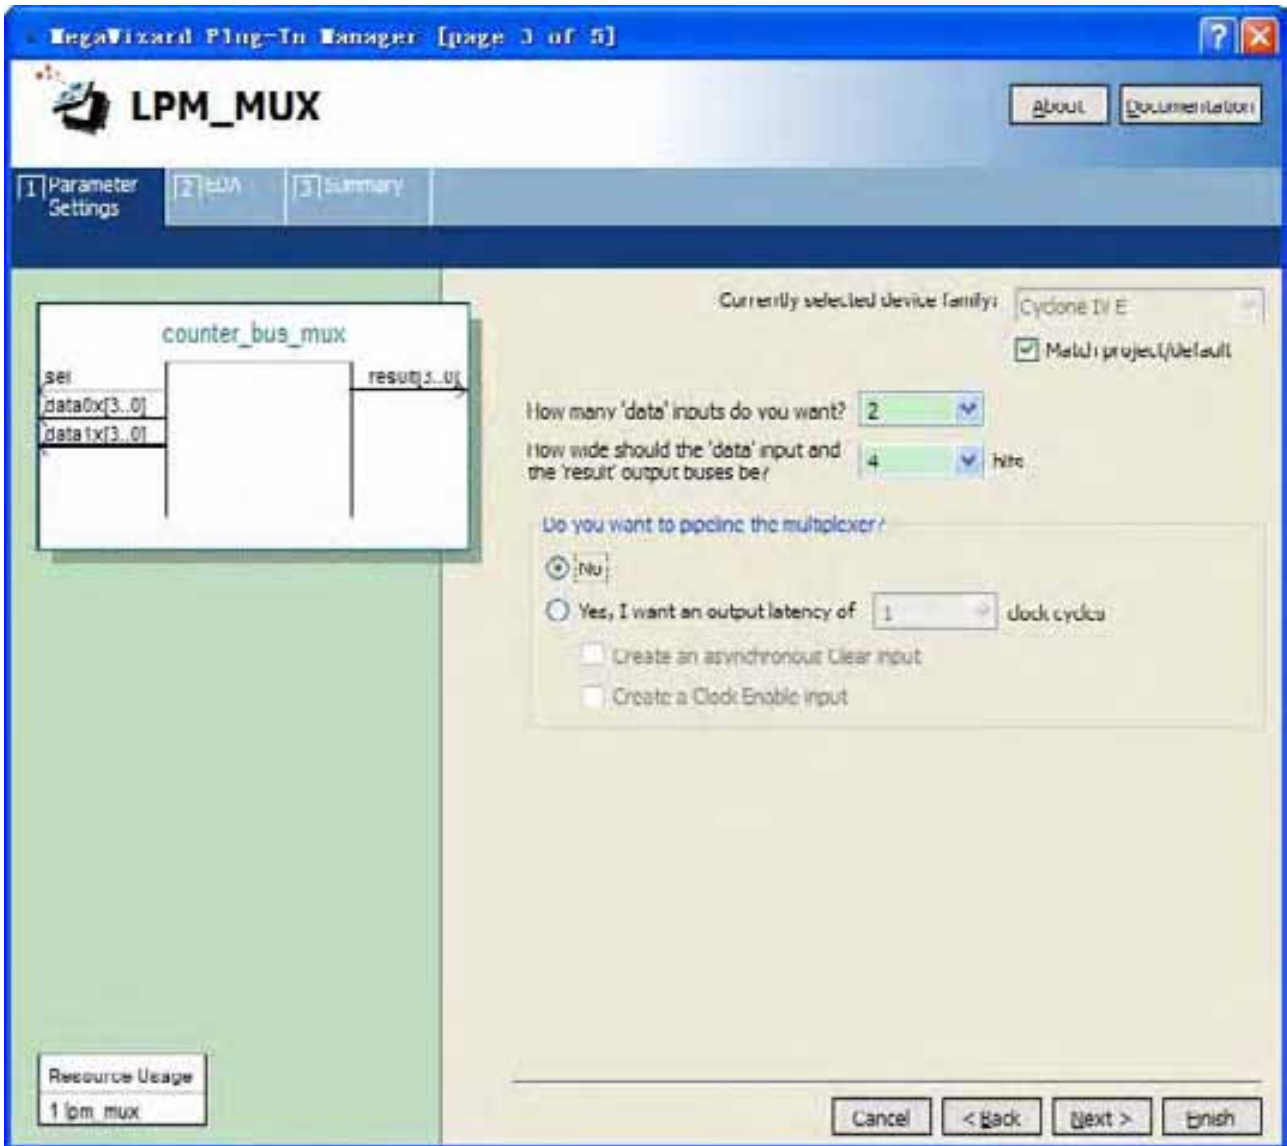 MegaWizard Plug-In Manager [page 3 of 5]
LPM_MUX
About
Documentation
1 Parameter Settings
2 EDA
3 Summary
Currently selected device family:
Cyclone IV E
Match project/default
counter_bus_mux
sel
data0x[3..0]
data1x[3..0]
result[3..0]
How many 'data' inputs do you want? 2
How wide should the 'data' input and
the 'result' output buses be?
4 bits
Do you want to pipeline the multiplexer?
No
Yes, I want an output latency of 1 clock cycles
Create an asynchronous Clear input
Create a Clock Enable input
Resource Usage
1 lpm_mux
Cancel
< Back
Next >
Finish